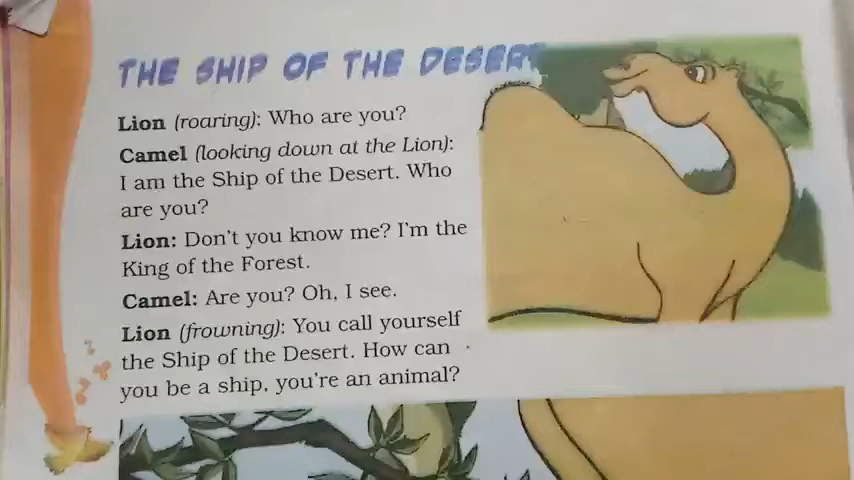 THE SHIP OF THE DESERT
Lion (roaring): Who are you?
Camel (looking down at the Lion):
I am the Ship of the Desert. Who
are you?
Lion: Don't you know me? I'm the
King of the Forest.
Camel: Are you? Oh, I see.
Lion (frowning): You call yourself
the Ship of the Desert. How can
you be a ship, you're an animal?